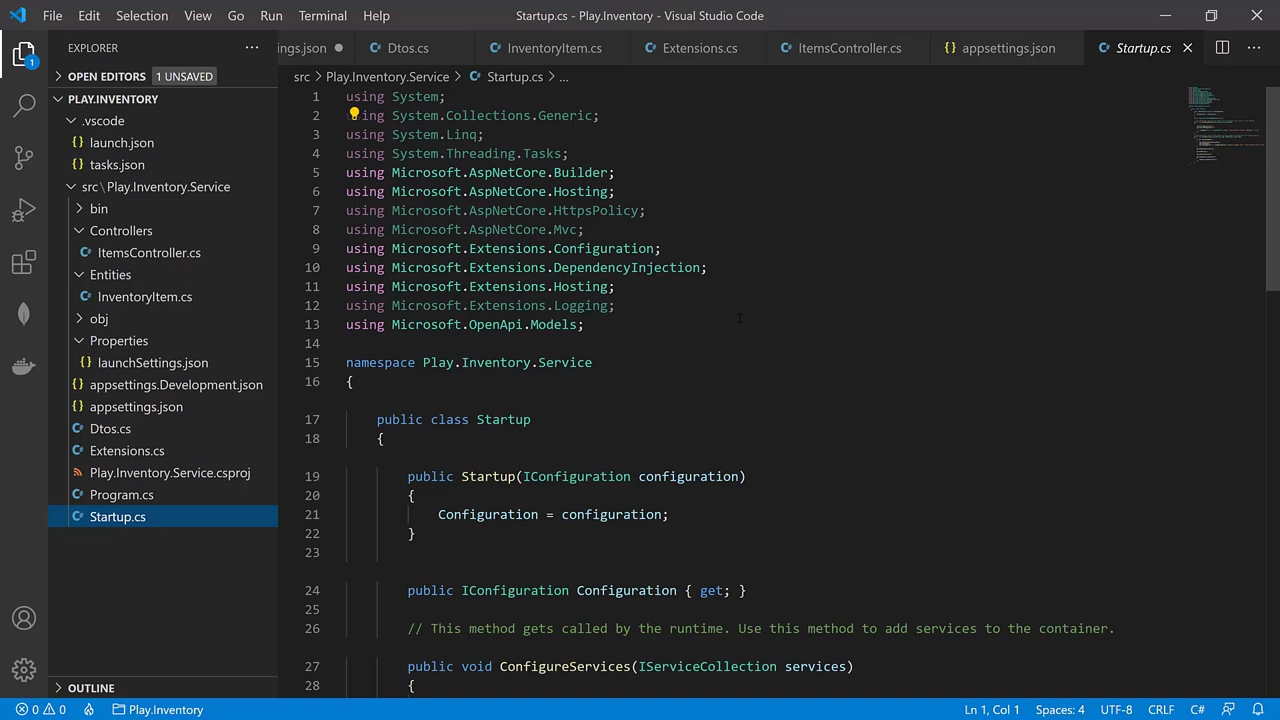 File Edit Selection View Go Run Terminal Help
Startup.cs - Play.Inventory - Visual Studio Code
EXPLORER
OPEN EDITORS 1 UNSAVED
PLAY.INVENTORY
.vscode
launch.json
tasks.json
src\Play.Inventory.Service
bin
Controllers
ItemsController.cs
Entities
InventoryItem.cs
obj
Properties
launchSettings.json
appsettings.Development.json
appsettings.json
Dtos.cs
Extensions.cs
Play.Inventory.Service.csproj
Program.cs
Startup.cs
OUTLINE
ngs.json Dtos.cs InventoryItem.cs Extensions.cs ItemsController.cs appsettings.json Startup.cs
src > Play.Inventory.Service > Startup.cs > ...
1 using System;
2 using System.Collections.Generic;
3 using System.Linq;
4 using System.Threading.Tasks;
5 using Microsoft.AspNetCore.Builder;
6 using Microsoft.AspNetCore.Hosting;
7 using Microsoft.AspNetCore.HttpsPolicy;
8 using Microsoft.AspNetCore.Mvc;
9 using Microsoft.Extensions.Configuration;
10 using Microsoft.Extensions.DependencyInjection;
11 using Microsoft.Extensions.Hosting;
12 using Microsoft.Extensions.Logging;
13 using Microsoft.OpenApi.Models;
14
15 namespace Play.Inventory.Service
16 {
17 public class Startup
18 {
19 public Startup(IConfiguration configuration)
20 {
21 Configuration = configuration;
22 }
23
24 public IConfiguration Configuration { get; }
25
26 // This method gets called by the runtime. Use this method to add services to the container.
27 public void ConfigureServices(IServiceCollection services)
28 {
0 0 Play.Inventory
Ln 1, Col 1 Spaces: 4 UTF-8 CRLF C#